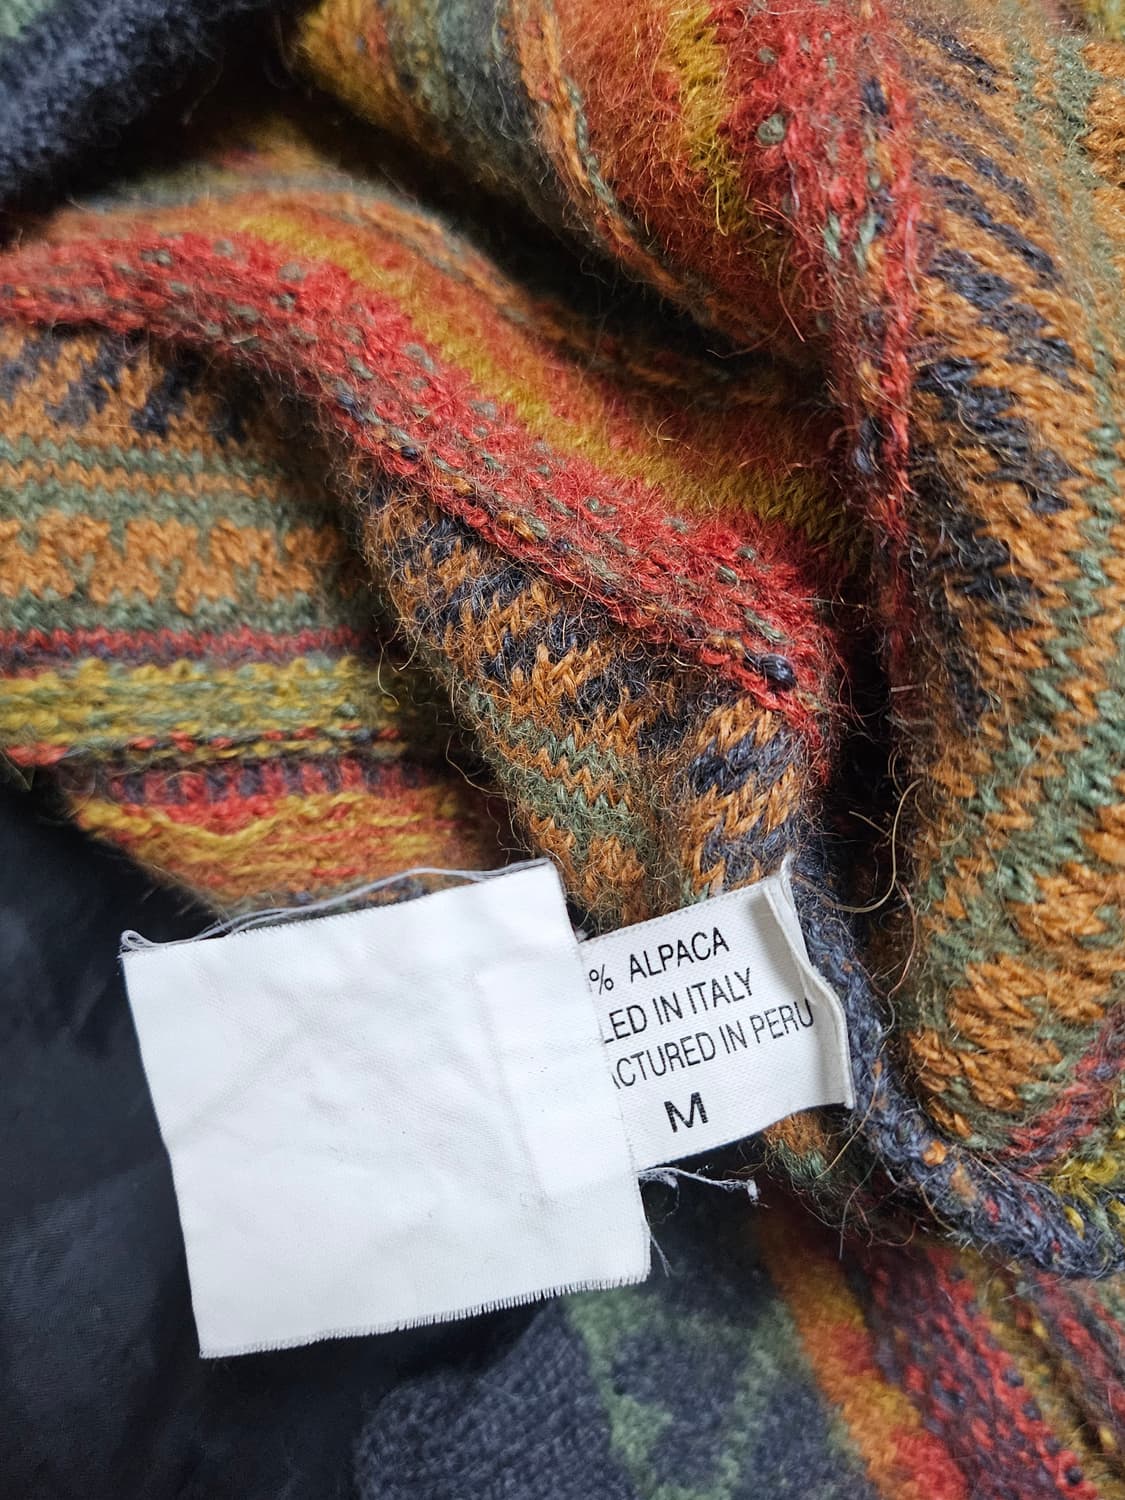 % ALPACA
LED IN ITALY
ACTURED IN PERU
M